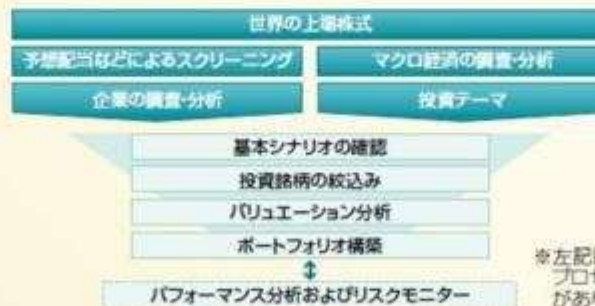 世界の上場株式
予想配当などによるスクリーニング
マクロ経済の調査・分析
企業の調査・分析
投資テーマ
基本シナリオの確認
投資銘柄の絞込み
バリュエーション分析
ポートフォリオ構築
↕
パフォーマンス分析およびリスクモニター
※左記
プロセ
があり